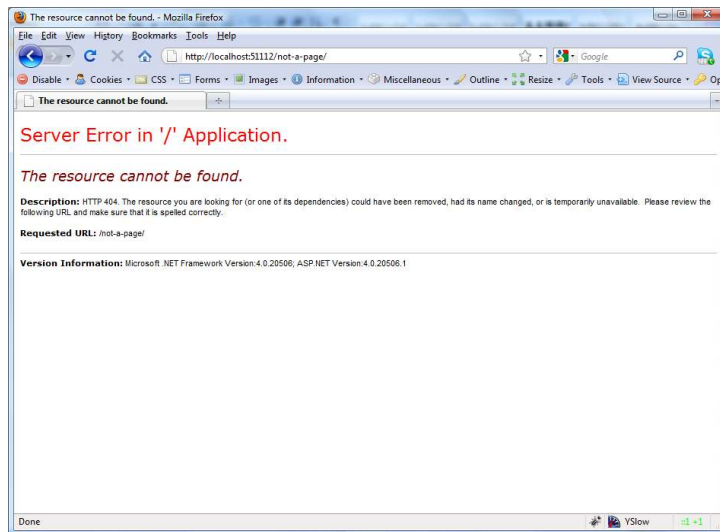 The resource cannot be found. - Mozilla Firefox
File Edit View History Bookmarks Tools Help
http://localhost:51112/not-a-page/
Google
Disable Cookies CSS Forms Images Information Miscellaneous Outline Resize Tools View Source Op
The resource cannot be found.
Server Error in '/' Application.
The resource cannot be found.
Description: HTTP 404. The resource you are looking for (or one of its dependencies) could have been removed, had its name changed, or is temporarily unavailable.  Please review the
following URL and make sure that it is spelled correctly.
Requested URL: /not-a-page/
Version Information: Microsoft .NET Framework Version:4.0.20506; ASP.NET Version:4.0.20506.1
Done
YSlow